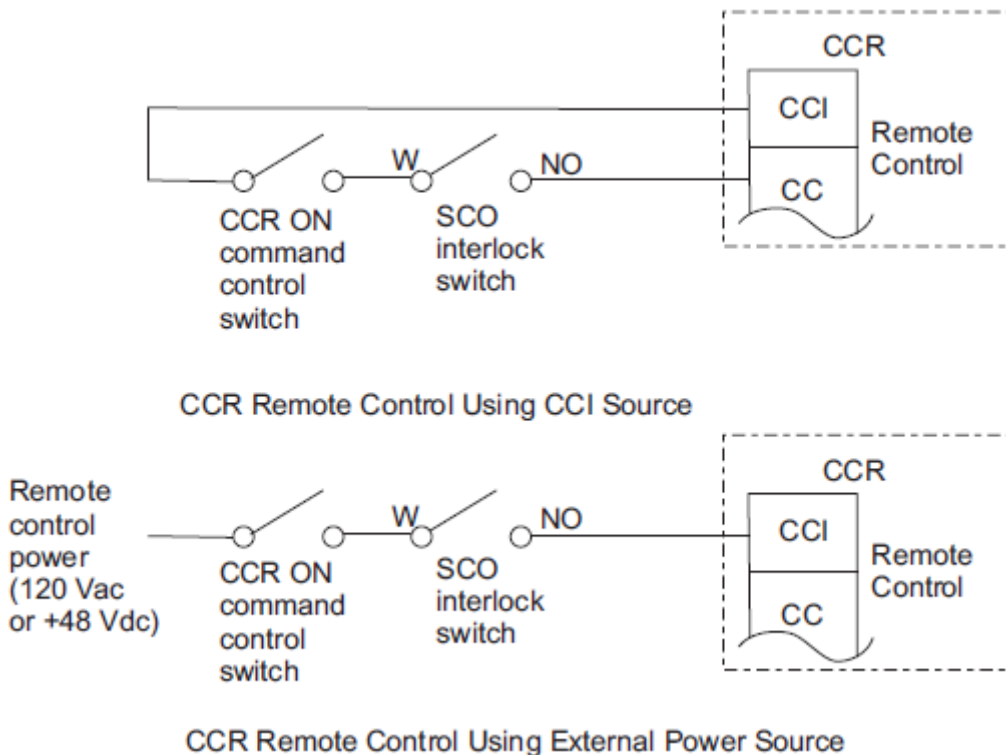 CCR
CCI
Remote
Control
W
NO
CC
CCR ON
command
control
switch
SCO
interlock
switch
CCR Remote Control Using CCI Source
Remote
control
power
(120 Vac
or +48 Vdc)
CCR
W
NO
CCI
Remote
Control
CCR ON
command
control
switch
SCO
interlock
switch
CC
CCR Remote Control Using External Power Source